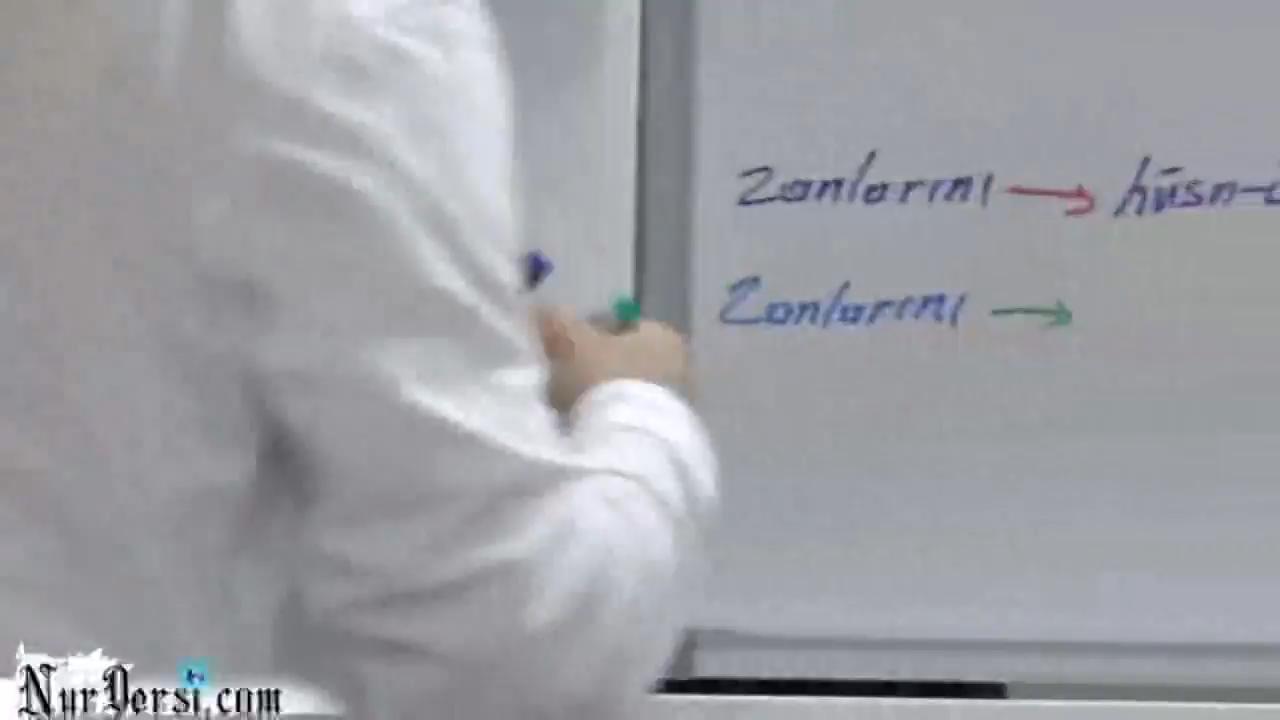 Zanlarını → hüsn-ü
Zanlarını →
NurDersi.com